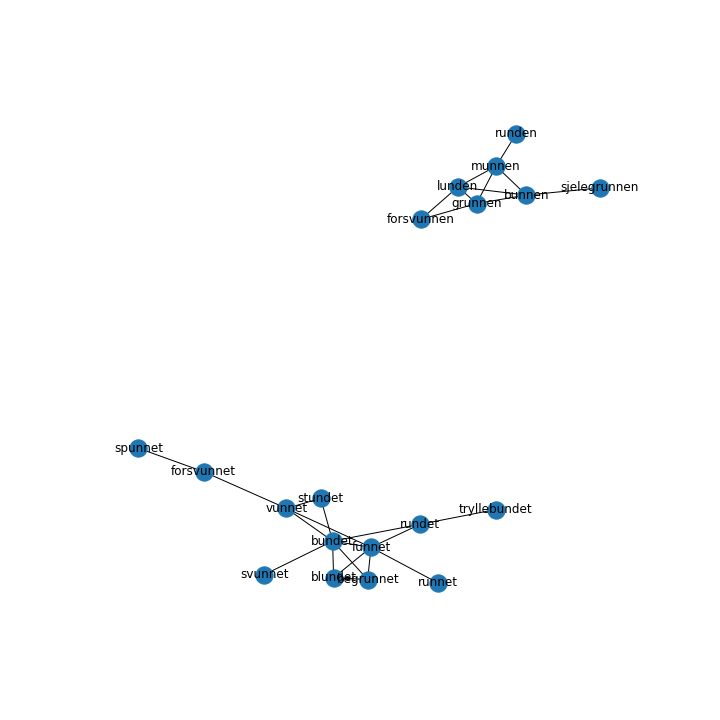 runden
munnen
lunden
sjelegrunnen
bunnen
grunnen
forsvunnen
spunnet
forsvunnet
stundet
vunnet
tryllebundet
rundet
bundet
funnet
svunnet
blundet
begrunnet
runnet